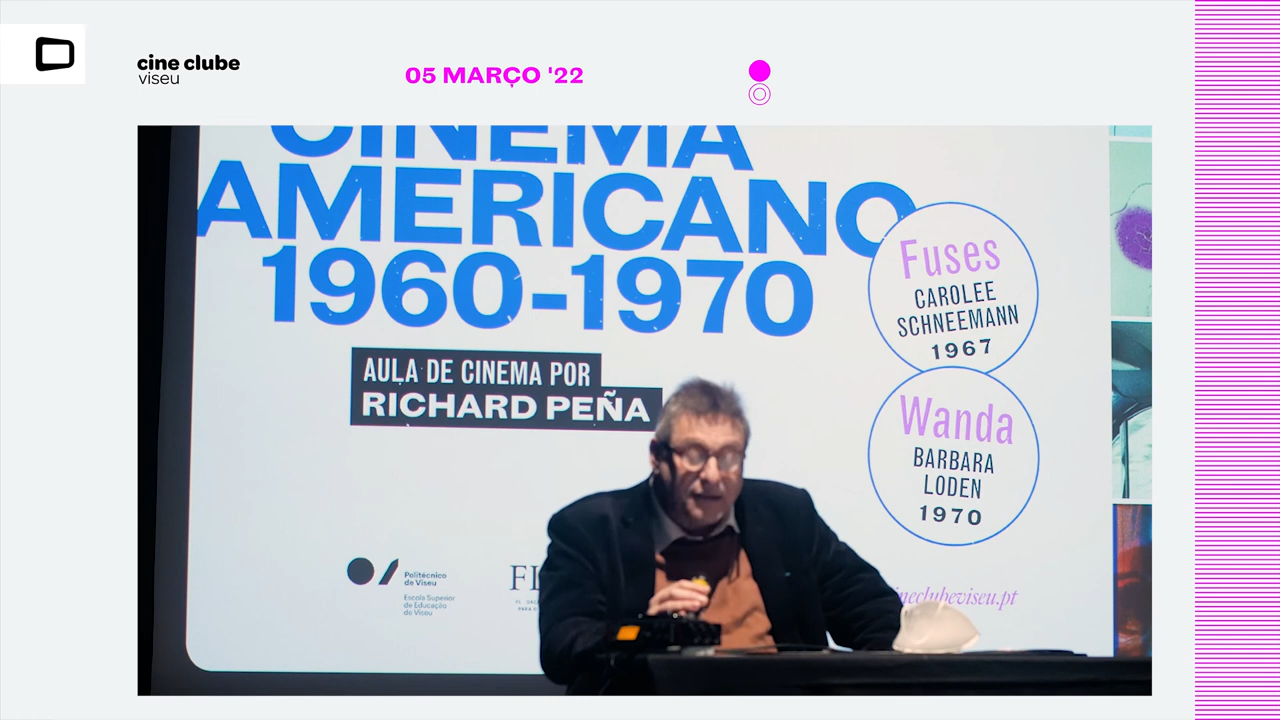 cine clube
viseu
05 MARÇO '22
CINEMA
AMERICANO
1960-1970
AULA DE CINEMA POR
RICHARD PEÑA
Fuses
CAROLEE
SCHNEEMANN
1967
Wanda
BARBARA
LODEN
1970
Politécnico
de Viseu
Escola Superior
de Educação
de Viseu
ineclubeviseu.pt